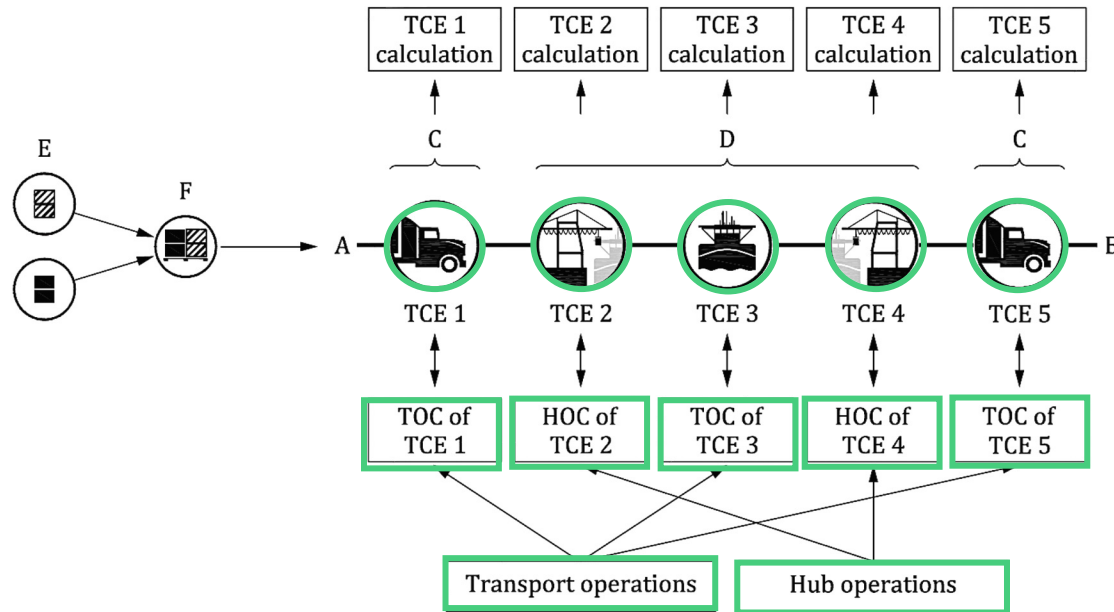 TCE 1
calculation
TCE 2
calculation
TCE 3
calculation
TCE 4
calculation
TCE 5
calculation
C
D
C
E
F
A
B
TCE 1
TCE 2
TCE 3
TCE 4
TCE 5
TOC of
TCE 1
HOC of
TCE 2
TOC of
TCE 3
HOC of
TCE 4
TOC of
TCE 5
Transport operations
Hub operations